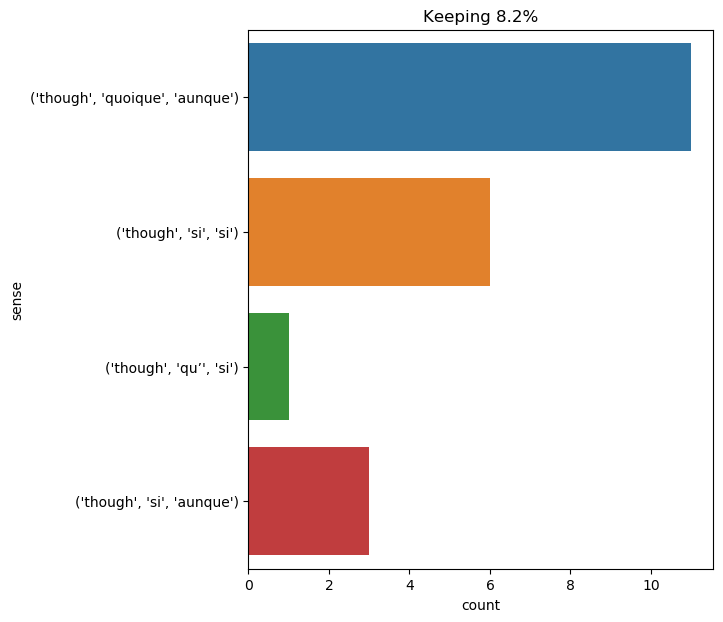 Keeping 8.2%
('though', 'quoique', 'aunque')
('though', 'si', 'si')
('though', 'qu’', 'si')
('though', 'si', 'aunque')
sense
0 2 4 6 8 10
count